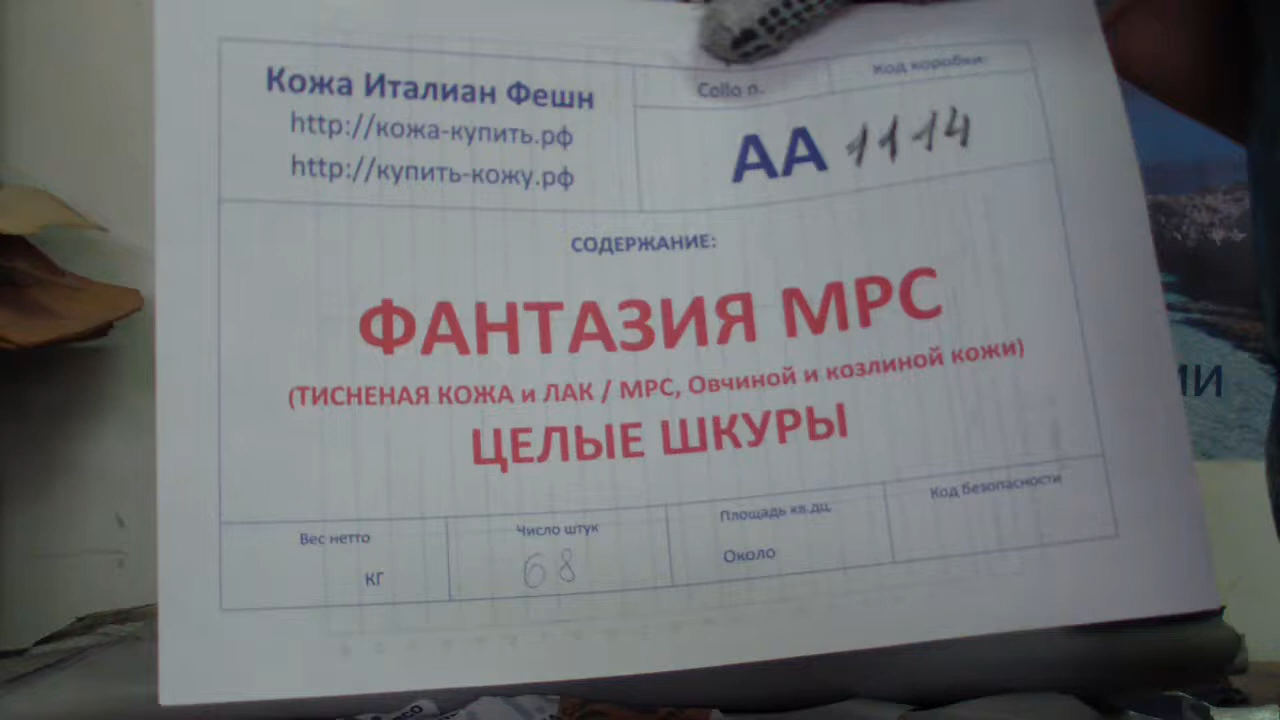 Кожа Италиан Фешн
http://кожа-купить.рф
http://купить-кожу.рф
Collo n.
Код коробки
АА 1114
СОДЕРЖАНИЕ:
ФАНТАЗИЯ МРС
(ТИСНЕНАЯ КОЖА и ЛАК / МРС, Овчиной и козлиной кожи)
ЦЕЛЫЕ ШКУРЫ
Вес нетто
кг
Число штук
68
Площадь кв.дц.
Около
Код безопасности